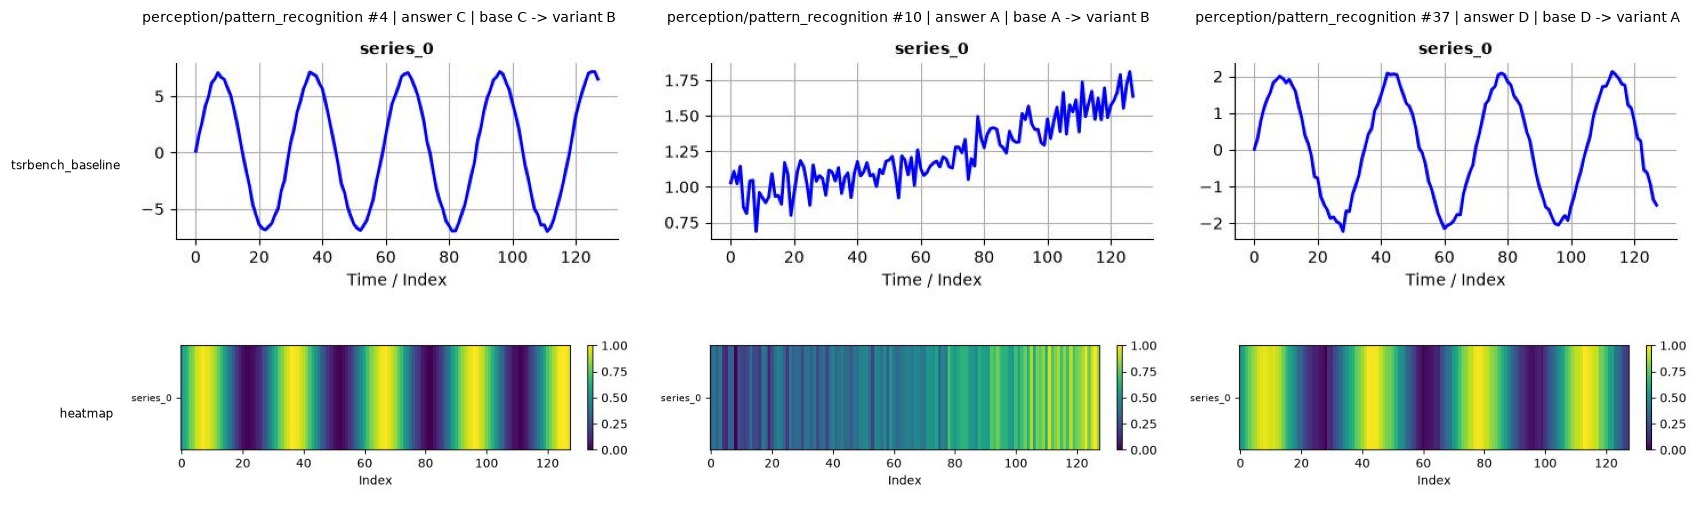 perception/pattern_recognition #4 | answer C | base C -> variant B
perception/pattern_recognition #10 | answer A | base A -> variant B
perception/pattern_recognition #37 | answer D | base D -> variant A
tsrbench_baseline
series_0
5
0
−5
0 20 40 60 80 100 120
Time / Index
series_0
1.75
1.50
1.25
1.00
0.75
0 20 40 60 80 100 120
Time / Index
series_0
2
1
0
−1
−2
0 20 40 60 80 100 120
Time / Index
heatmap
series_0
0 20 40 60 80 100 120
Index
1.00
0.75
0.50
0.25
0.00
series_0
0 20 40 60 80 100 120
Index
1.00
0.75
0.50
0.25
0.00
series_0
0 20 40 60 80 100 120
Index
1.00
0.75
0.50
0.25
0.00